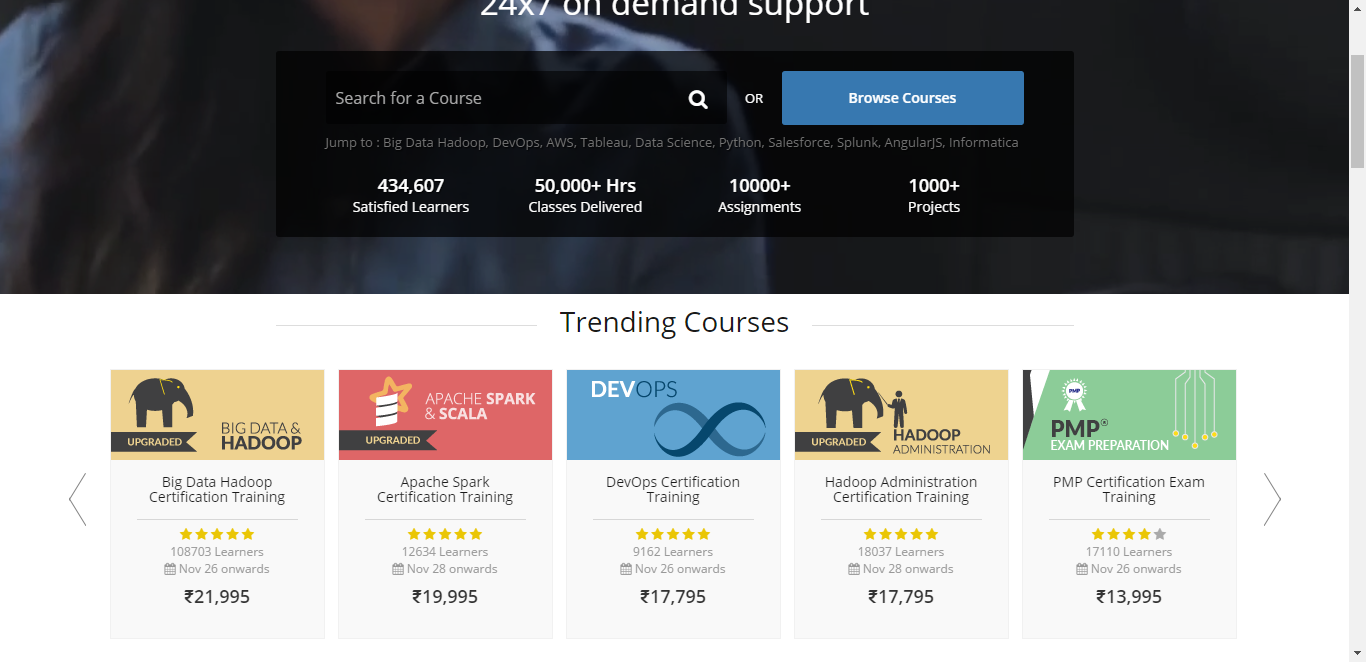 24x7 on demand support
Search for a Course
OR
Browse Courses
Jump to : Big Data Hadoop, DevOps, AWS, Tableau, Data Science, Python, Salesforce, Splunk, AngularJS, Informatica
434,607
Satisfied Learners
50,000+ Hrs
Classes Delivered
10000+
Assignments
1000+
Projects
Trending Courses
UPGRADED
BIG DATA &
HADOOP
Big Data Hadoop
Certification Training
108703 Learners
Nov 26 onwards
₹21,995
APACHE SPARK
& SCALA
UPGRADED
Apache Spark
Certification Training
12634 Learners
Nov 28 onwards
₹19,995
DEVOPS
DevOps Certification
Training
9162 Learners
Nov 26 onwards
₹17,795
UPGRADED
HADOOP
ADMINISTRATION
Hadoop Administration
Certification Training
18037 Learners
Nov 28 onwards
₹17,795
PMP
PMP®
EXAM PREPARATION
PMP Certification Exam
Training
17110 Learners
Nov 26 onwards
₹13,995